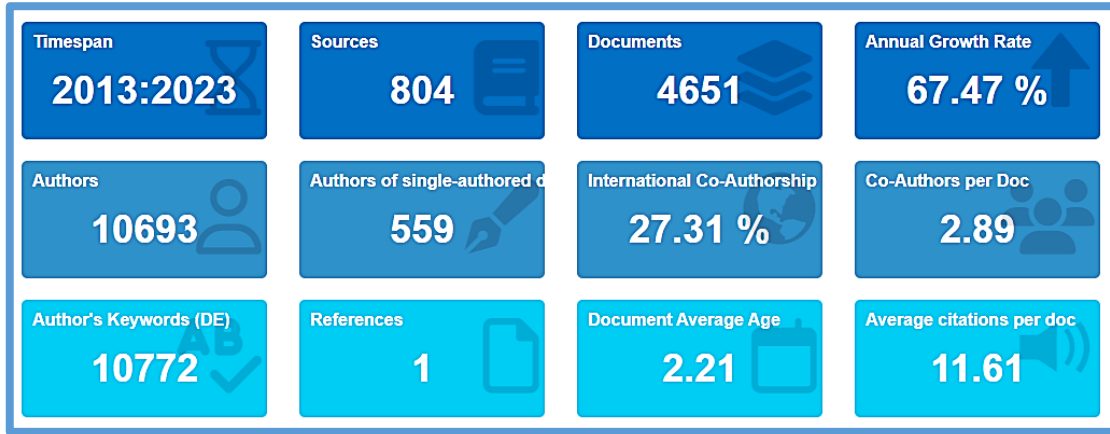 Timespan
2013:2023
Sources
804
Documents
4651
Annual Growth Rate
67.47 %
Authors
10693
Authors of single-authored d
559
International Co-Authorship
27.31 %
Co-Authors per Doc
2.89
Author's Keywords (DE)
AB
10772
References
1
Document Average Age
2.21
Average citations per doc
11.61